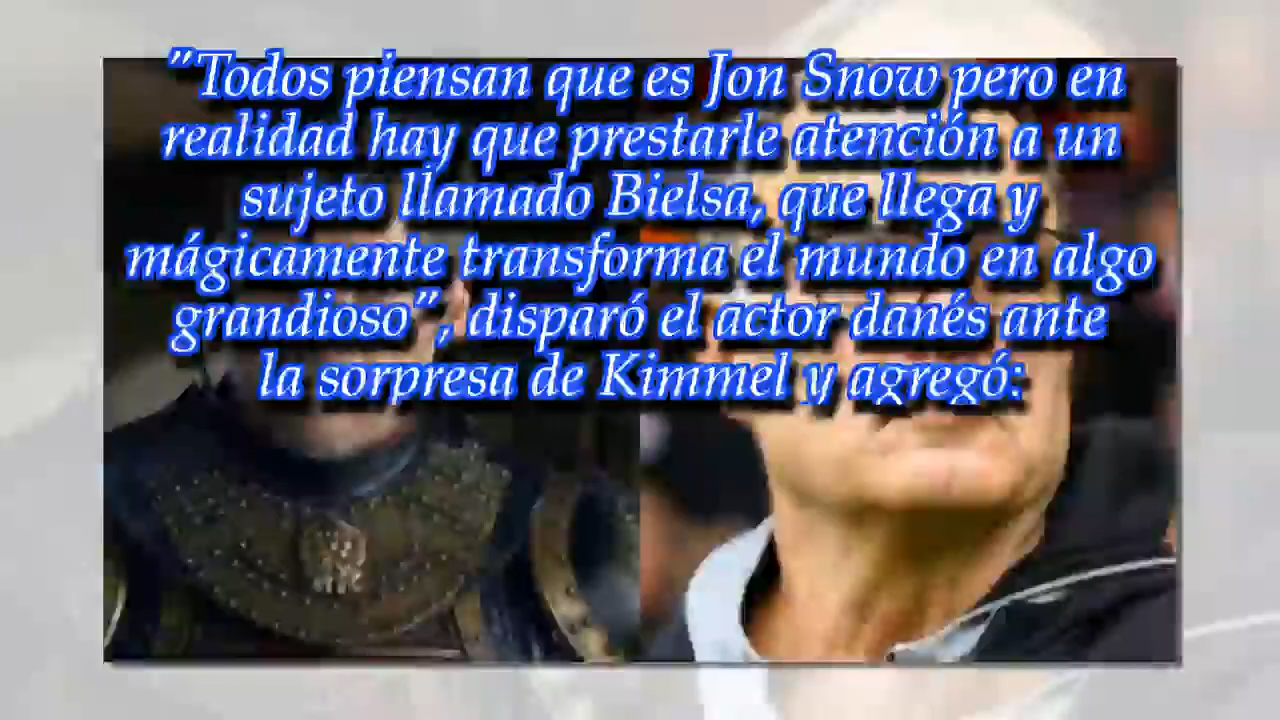 "Todos piensan que es Jon Snow pero en
realidad hay que prestarle atención a un
sujeto llamado Bielsa, que llega y
mágicamente transforma el mundo en algo
grandioso", disparó el actor danés ante
la sorpresa de Kimmel y agregó: